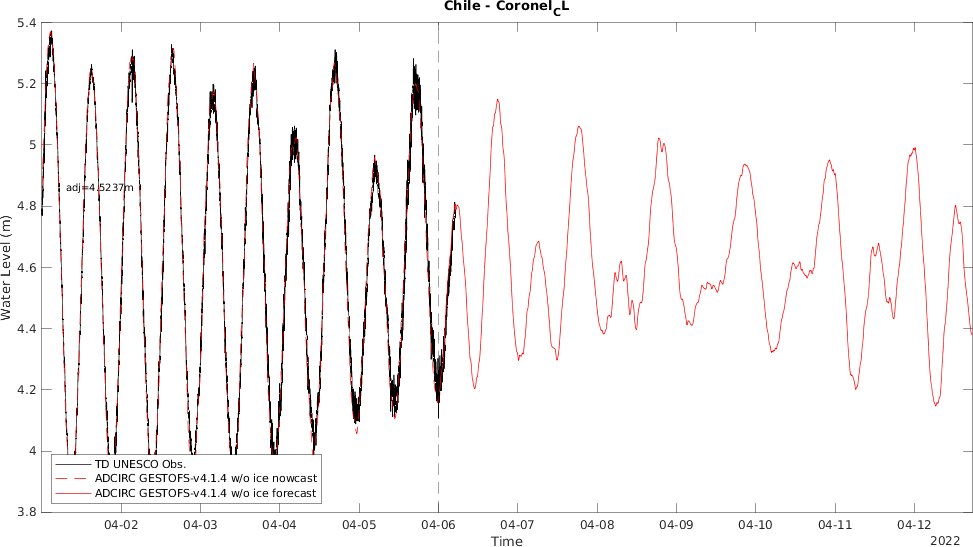 Chile - Coronel_CL
5.4
5.2
5
4.8
4.6
4.4
4.2
4
3.8
Water Level (m)
adj=4.5237m
TD UNESCO Obs.
ADCIRC GESTOFS-v4.1.4 w/o ice nowcast
ADCIRC GESTOFS-v4.1.4 w/o ice forecast
04-02 04-03 04-04 04-05 04-06 04-07 04-08 04-09 04-10 04-11 04-12
Time
2022